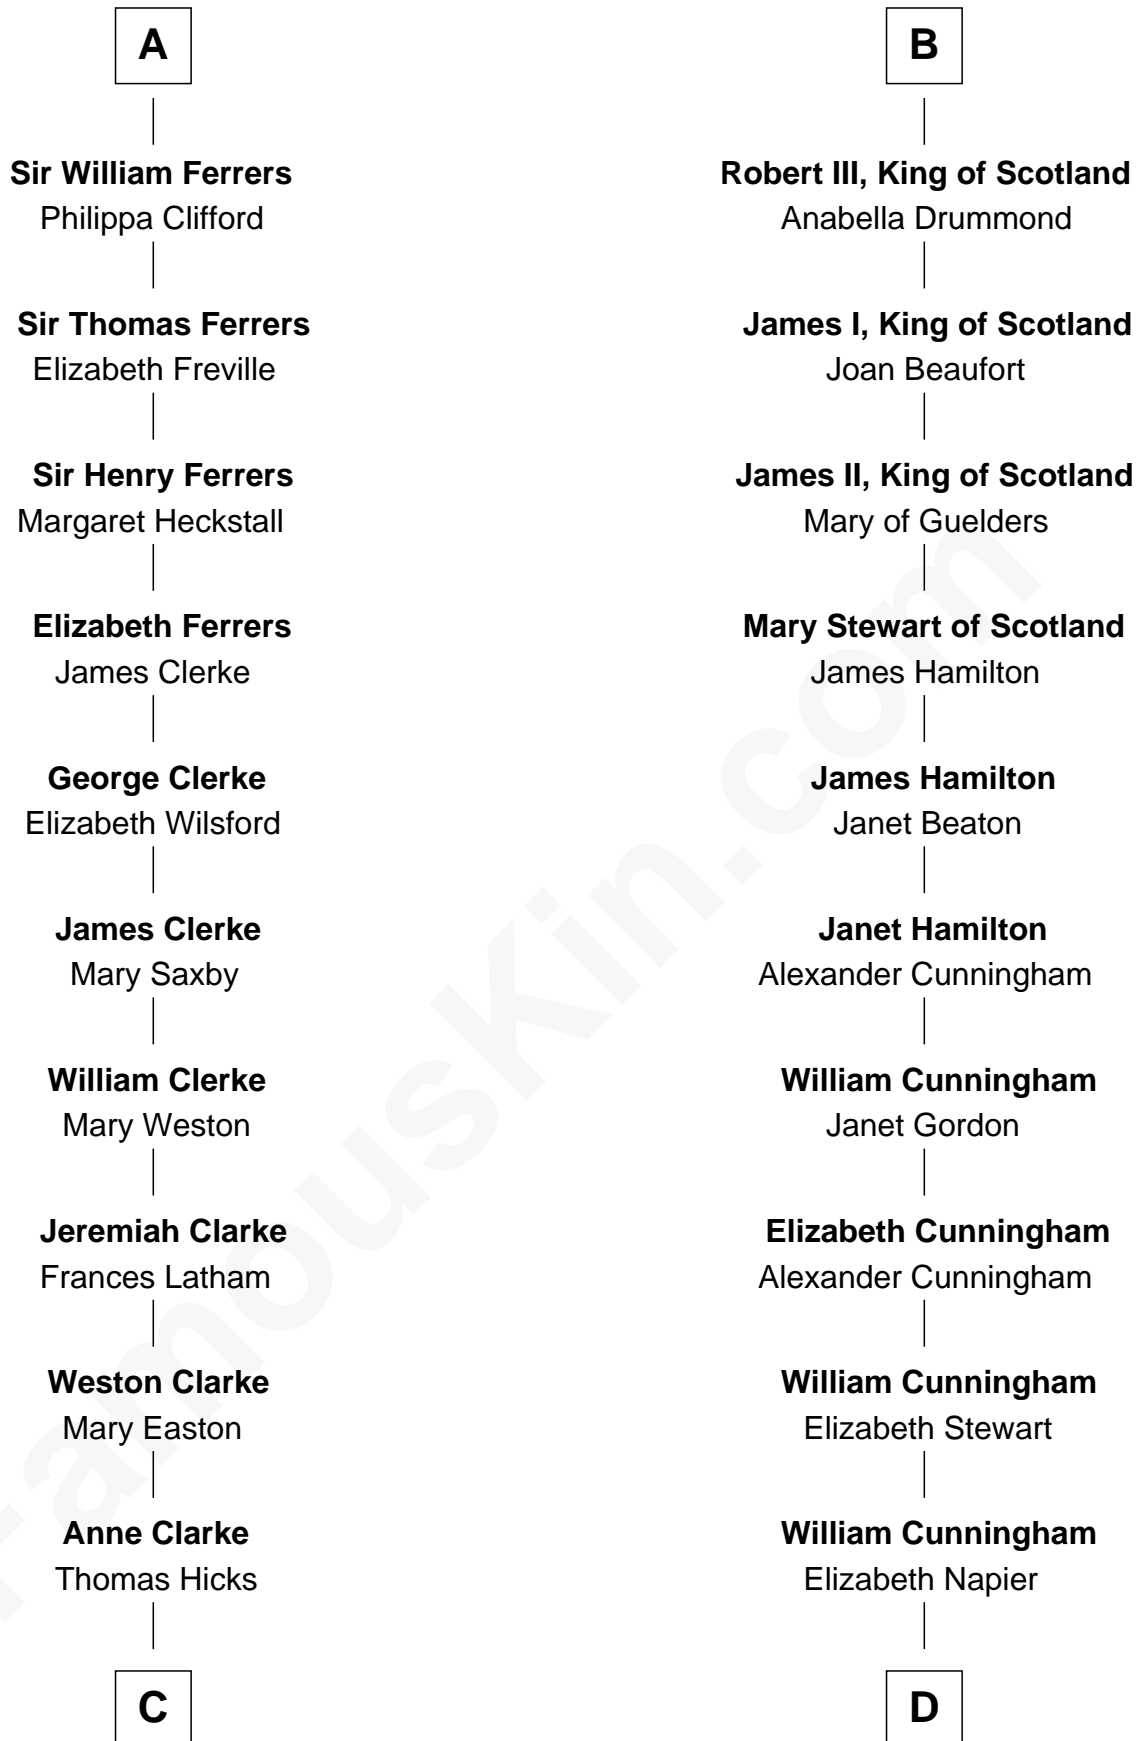 A
Sir William Ferrers
Philippa Clifford
Sir Thomas Ferrers
Elizabeth Freville
Sir Henry Ferrers
Margaret Heckstall
Elizabeth Ferrers
James Clerke
George Clerke
Elizabeth Wilsford
James Clerke
Mary Saxby
William Clerke
Mary Weston
Jeremiah Clarke
Frances Latham
Weston Clarke
Mary Easton
Anne Clarke
Thomas Hicks
C
B
Robert III, King of Scotland
Anabella Drummond
James I, King of Scotland
Joan Beaufort
James II, King of Scotland
Mary of Guelders
Mary Stewart of Scotland
James Hamilton
James Hamilton
Janet Beaton
Janet Hamilton
Alexander Cunningham
William Cunningham
Janet Gordon
Elizabeth Cunningham
Alexander Cunningham
William Cunningham
Elizabeth Stewart
William Cunningham
Elizabeth Napier
D
FamousKin.com